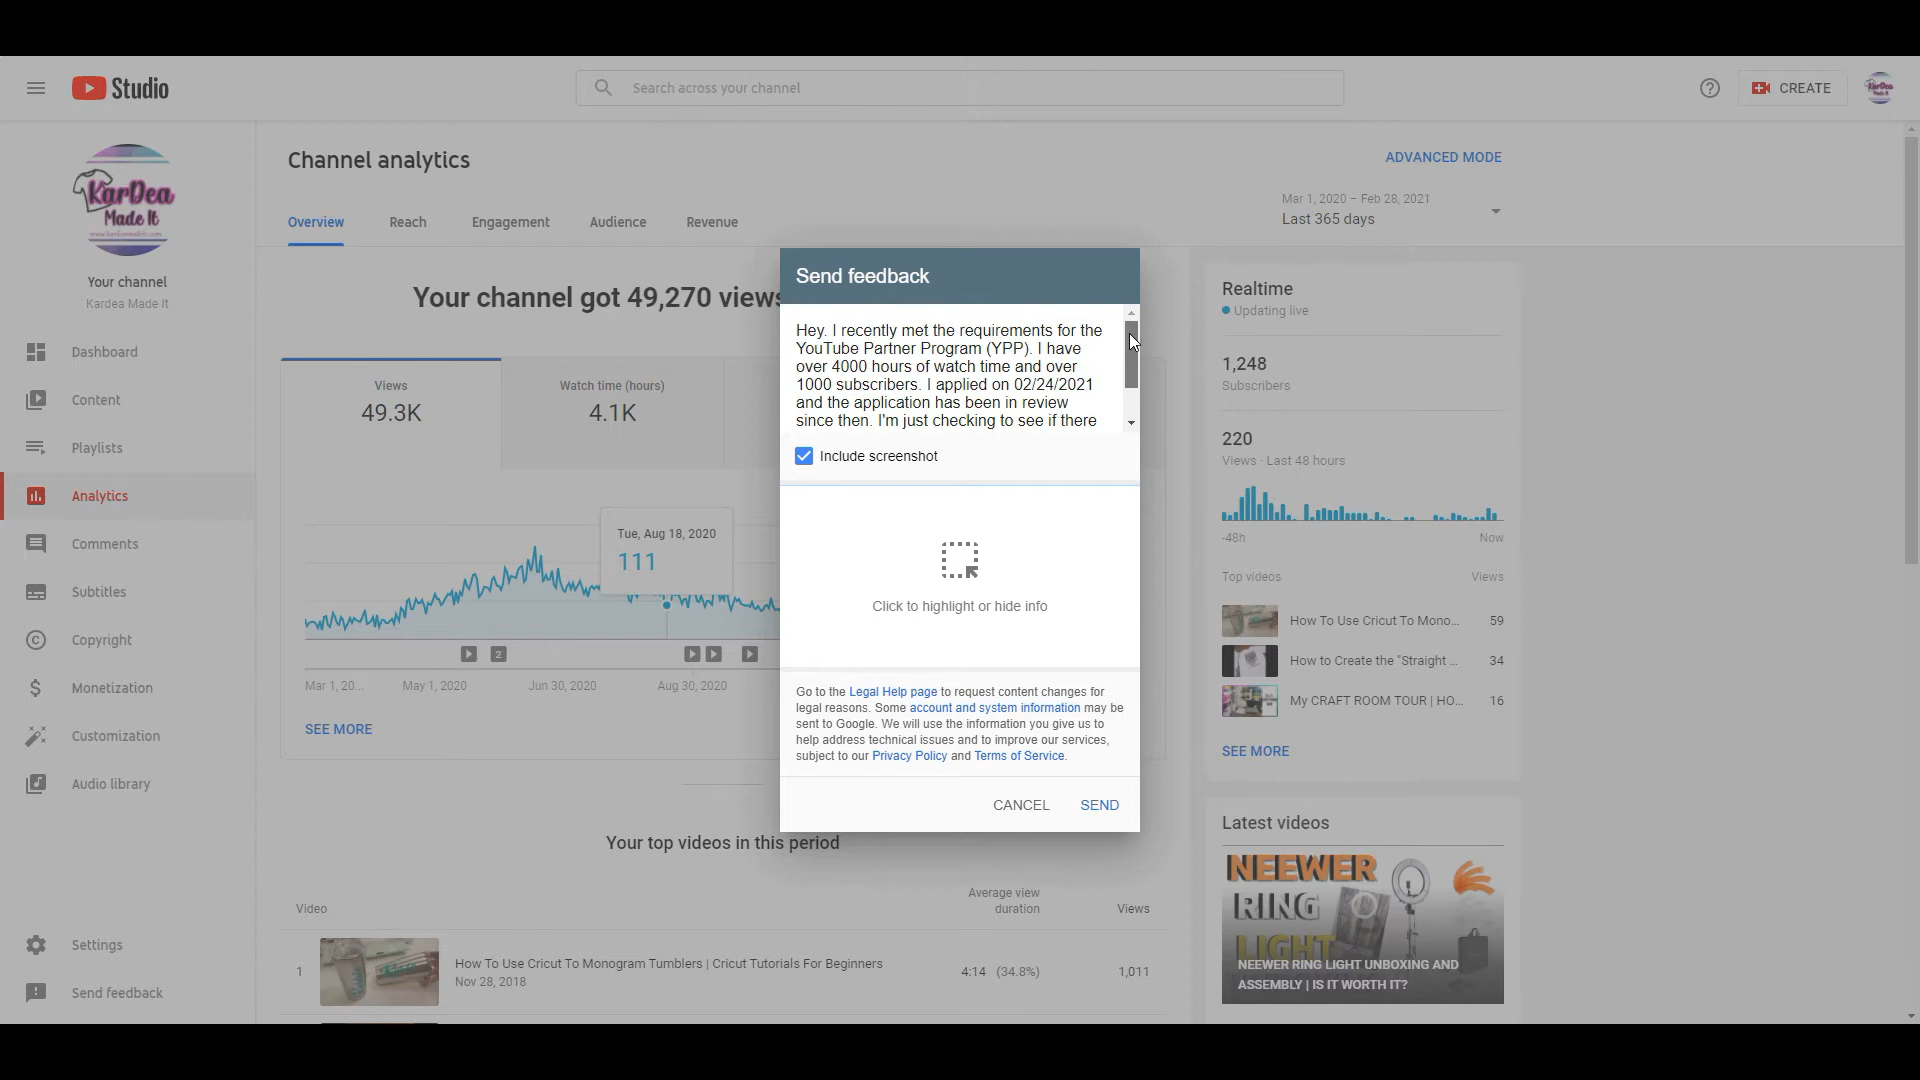 Studio
Search across your channel
CREATE
KarDea
Made It
Your channel
Kardea Made It
Dashboard
Content
Playlists
Analytics
Comments
Subtitles
Copyright
Monetization
Customization
Audio library
Settings
Send feedback
Channel analytics
ADVANCED MODE
Mar 1, 2020 – Feb 28, 2021
Last 365 days
Overview
Reach
Engagement
Audience
Revenue
Your channel got 49,270 views
Views
49.3K
Watch time (hours)
4.1K
Tue, Aug 18, 2020
111
2
Mar 1, 20...
May 1, 2020
Jun 30, 2020
Aug 30, 2020
SEE MORE
Your top videos in this period
Video
Average view
duration
Views
1
How To Use Cricut To Monogram Tumblers | Cricut Tutorials For Beginners
Nov 28, 2018
4:14 (34.8%)
1,011
Send feedback
Hey. I recently met the requirements for the
YouTube Partner Program (YPP). I have
over 4000 hours of watch time and over
1000 subscribers. I applied on 02/24/2021
and the application has been in review
since then. I'm just checking to see if there
Include screenshot
Click to highlight or hide info
Go to the Legal Help page to request content changes for
legal reasons. Some account and system information may be
sent to Google. We will use the information you give us to
help address technical issues and to improve our services,
subject to our Privacy Policy and Terms of Service.
CANCEL
SEND
Realtime
Updating live
1,248
Subscribers
220
Views · Last 48 hours
-48h
Now
Top videos
Views
How To Use Cricut To Mono...
59
How to Create the "Straight ...
34
My CRAFT ROOM TOUR | HO...
16
SEE MORE
Latest videos
NEEWER
RING
LIGHT
NEEWER RING LIGHT UNBOXING AND
ASSEMBLY | IS IT WORTH IT?